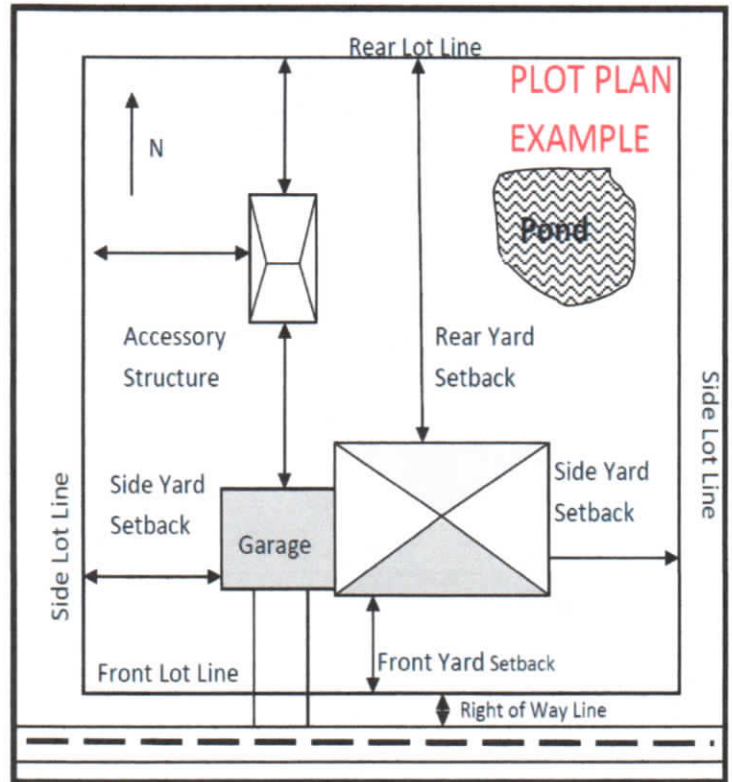 Rear Lot Line
PLOT PLAN
EXAMPLE
N
Pond
Accessory
Structure
Rear Yard
Setback
Side Lot Line
Side Yard
Setback
Garage
Side Yard
Setback
Side Lot Line
Front Lot Line
Front Yard Setback
Right of Way Line